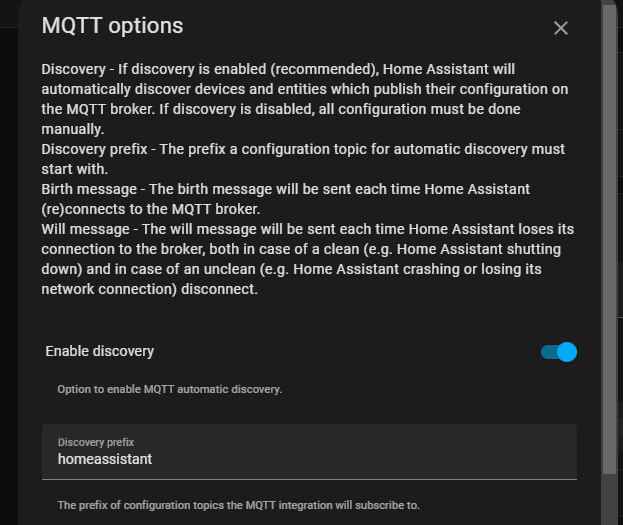 MQTT options
Discovery - If discovery is enabled (recommended), Home Assistant will
automatically discover devices and entities which publish their configuration on
the MQTT broker. If discovery is disabled, all configuration must be done
manually.
Discovery prefix - The prefix a configuration topic for automatic discovery must
start with.
Birth message - The birth message will be sent each time Home Assistant
(re)connects to the MQTT broker.
Will message - The will message will be sent each time Home Assistant loses its
connection to the broker, both in case of a clean (e.g. Home Assistant shutting
down) and in case of an unclean (e.g. Home Assistant crashing or losing its
network connection) disconnect.
Enable discovery
Option to enable MQTT automatic discovery.
Discovery prefix
homeassistant
The prefix of configuration topics the MQTT integration will subscribe to.